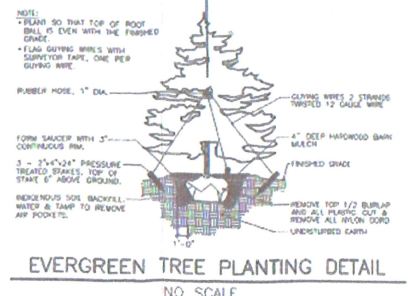 NOTE:
• PLANT SO THAT TOP OF ROOT
BALL IS EVEN WITH THE FINISHED
GRADE.
• FLAG GUYING WIRES WITH
SURVEYOR TAPE, ONE PER
GUYING WIRE.
RUBBER HOSE, 1" DIA.
FORM SAUCER WITH 3"
CONTINUOUS RIM.
3 - 2"x4"x24" PRESSURE
TREATED STAKES, TOP OF
STAKE 6" ABOVE GROUND.
INDIGENOUS SOIL BACKFILL,
WATER & TAMP TO REMOVE
AIR POCKETS.
GUYING WIRES 2 STRANDS
TWISTED 12 GAUGE WIRE
4" DEEP HARDWOOD BARK
MULCH
FINISHED GRADE
REMOVE TOP 1/2 BURLAP
AND ALL PLASTIC CUT &
REMOVE ALL NYLON CORD
UNDISTURBED EARTH
1'-0"
EVERGREEN TREE PLANTING DETAIL
NO SCALE